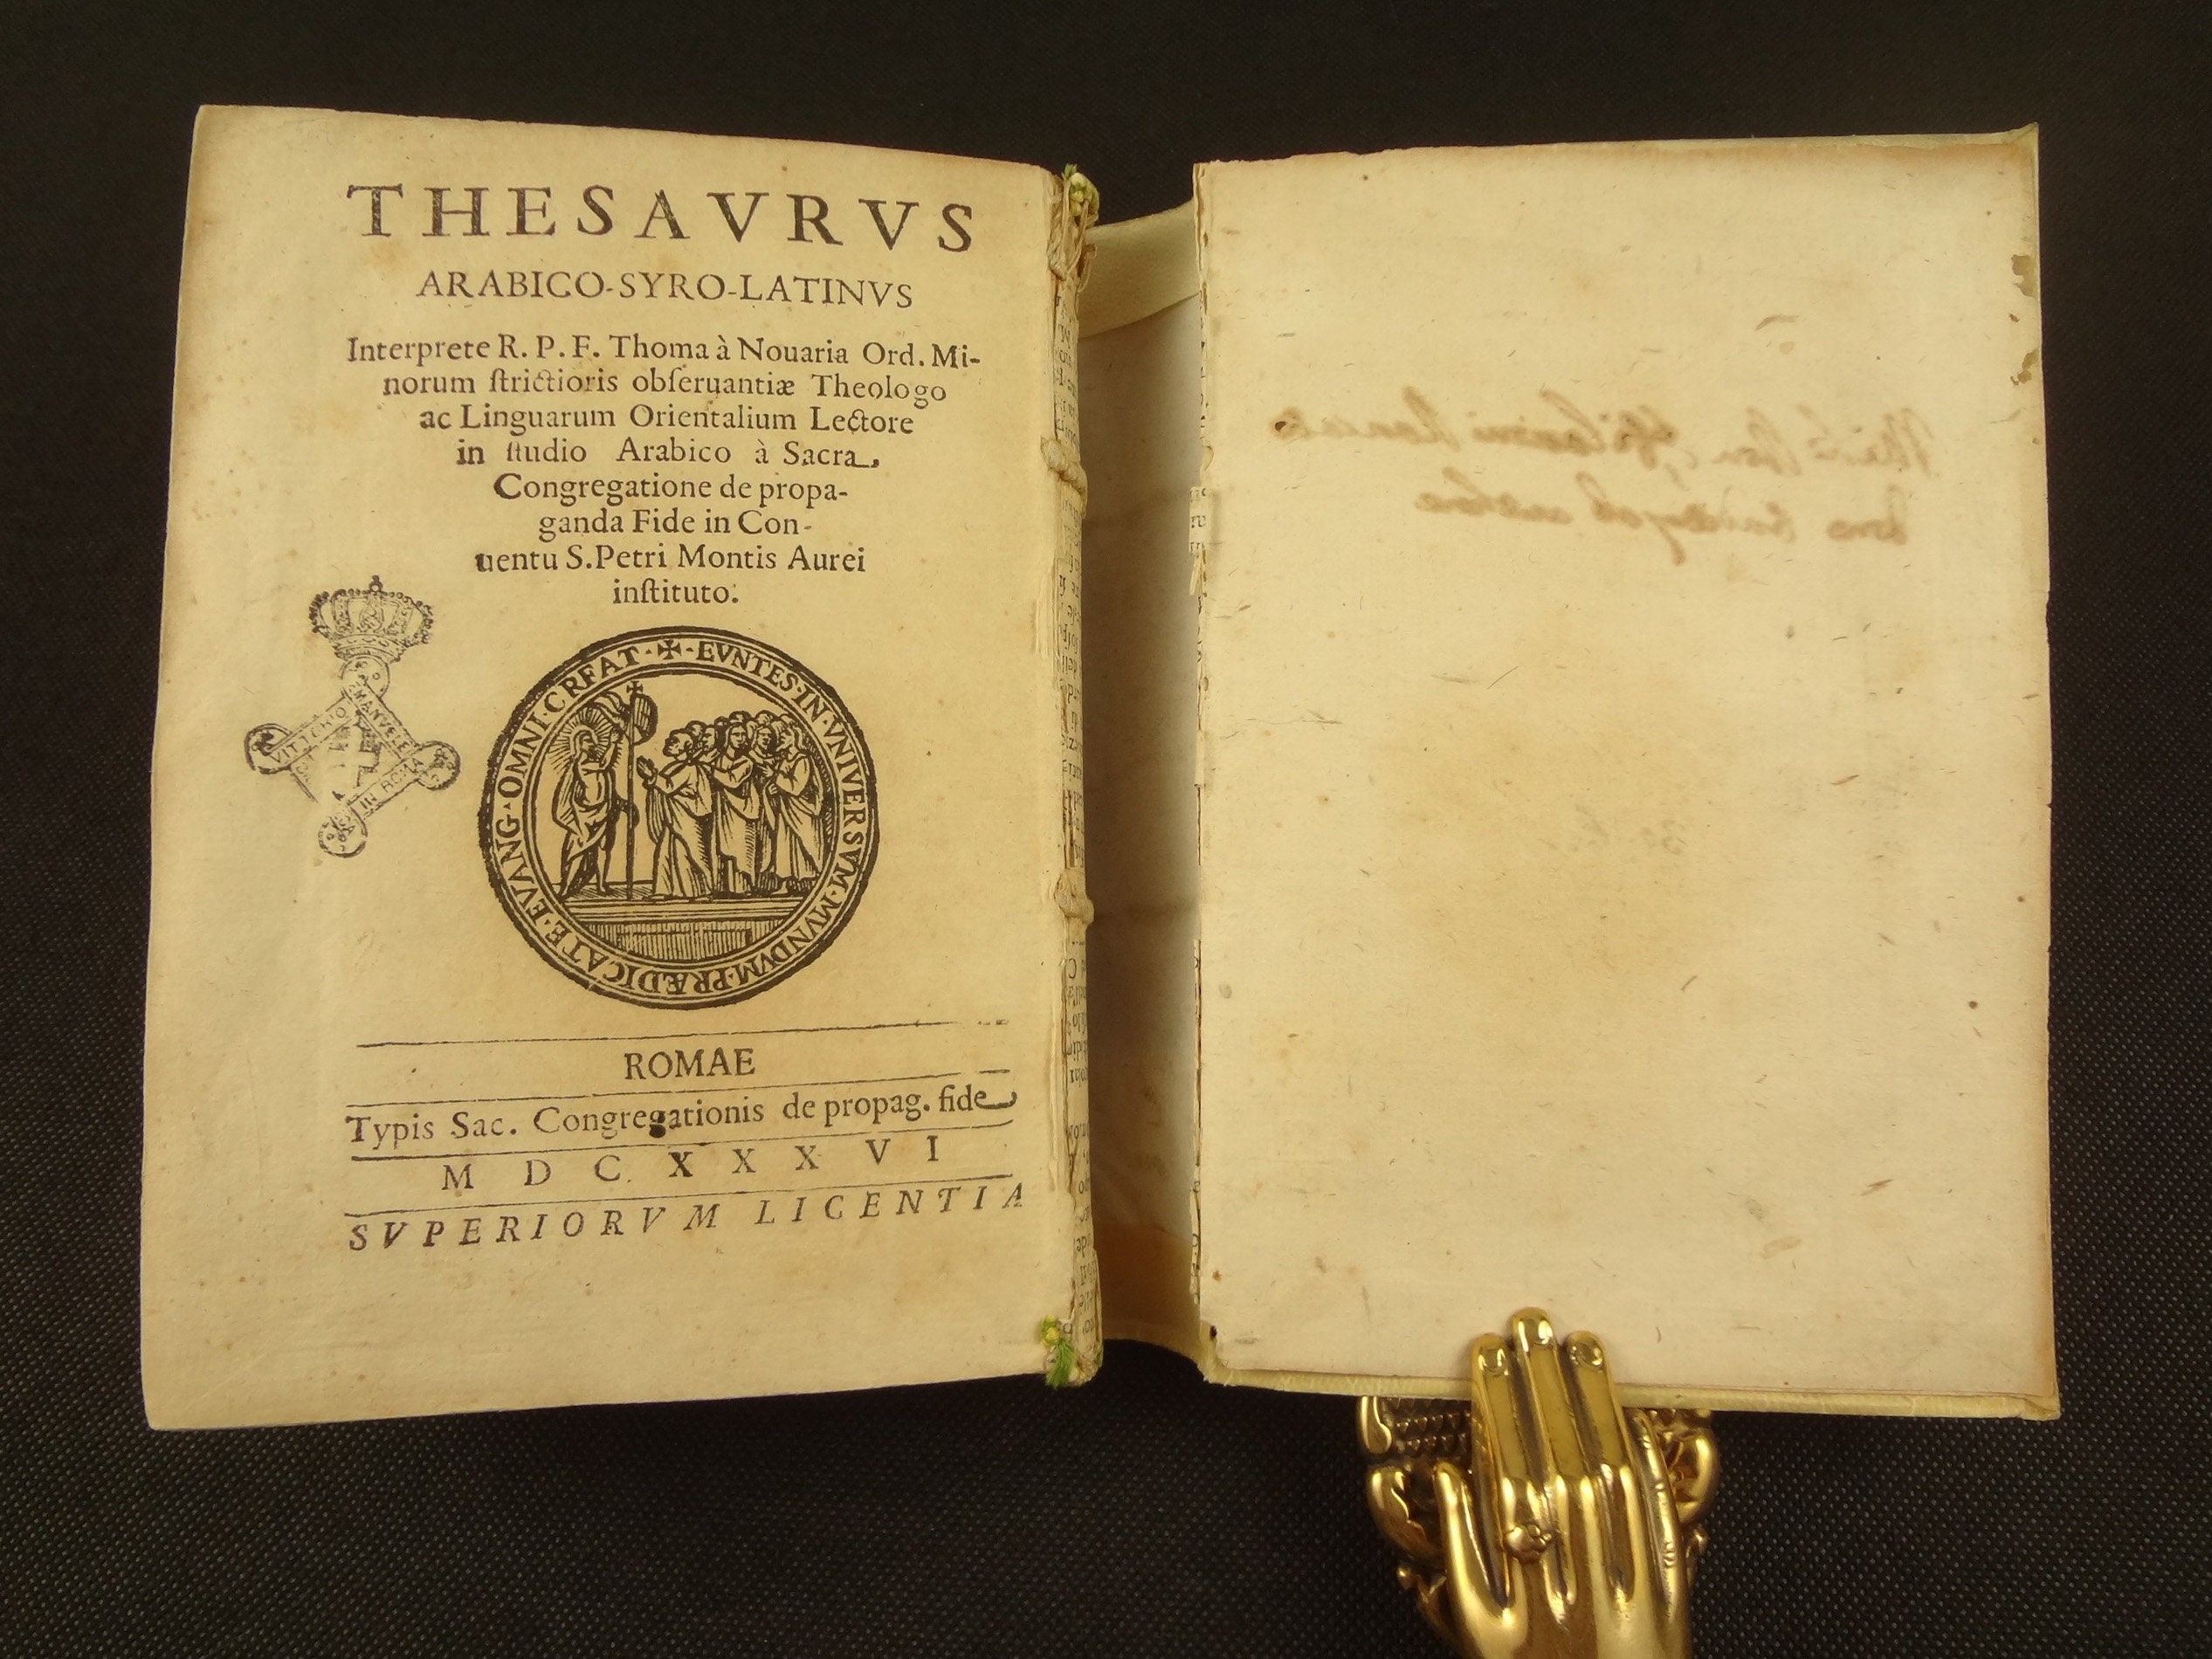 THESAVRVS
ARABICO-SYRO-LATINVS
Interprete R. P. F. Thoma à Nouaria Ord. Mi-
norum ſtrictioris obſeruantiæ Theologo
ac Linguarum Orientalium Lectore
in ſtudio Arabico à Sacra
Congregatione de propa-
ganda Fide in Con-
uentu S. Petri Montis Aurei
inſtituto.
VITTORIO EMANVELE
IN ROMA
✠ EVNTES · IN · VNIVERSVM · MVNDVM · PRÆDICATE · EVANG · OMNI · CREAT ·
ROMAE
Typis Sac. Congregationis de propag. fide
M D C X X X V I
SVPERIORVM LICENTIA